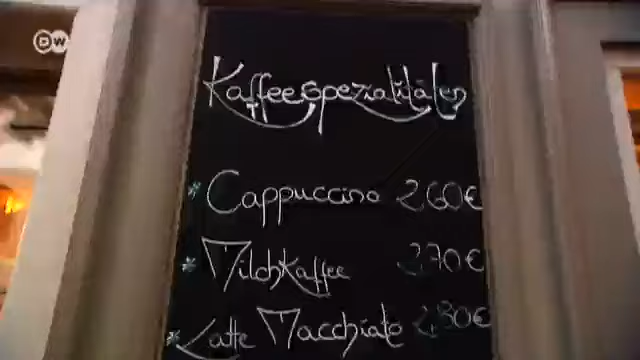 DW
Kaffeespezialitäten
* Cappuccino 2,60€
* Milchkaffee 2,70€
* Latte Macchiato 2,80€